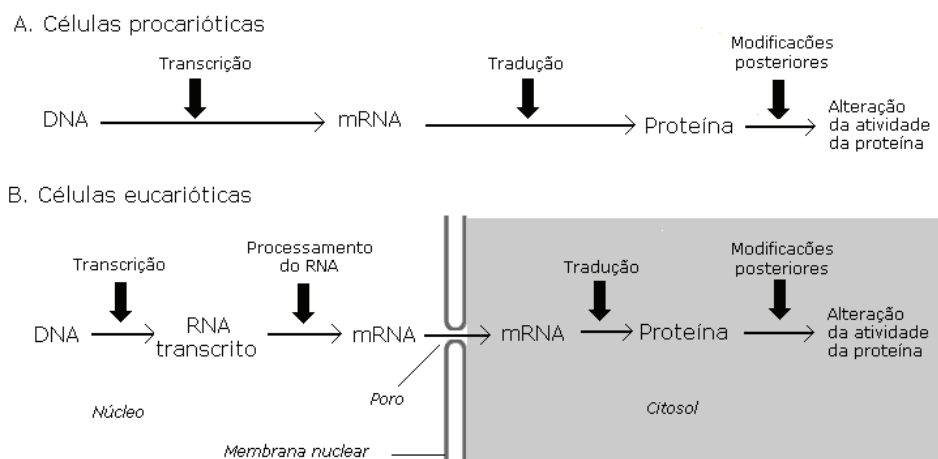 A. Células procarióticas
Transcrição
Tradução
Modificacões
posteriores
DNA
mRNA
Proteína
Alteração
da atividade
da proteína
B. Células eucarióticas
Transcrição
Processamento
do RNA
Tradução
Modificacões
posteriores
DNA
RNA
transcrito
mRNA
mRNA
Proteína
Alteração
da atividade
da proteína
Poro
Núcleo
Citosol
Membrana nuclear